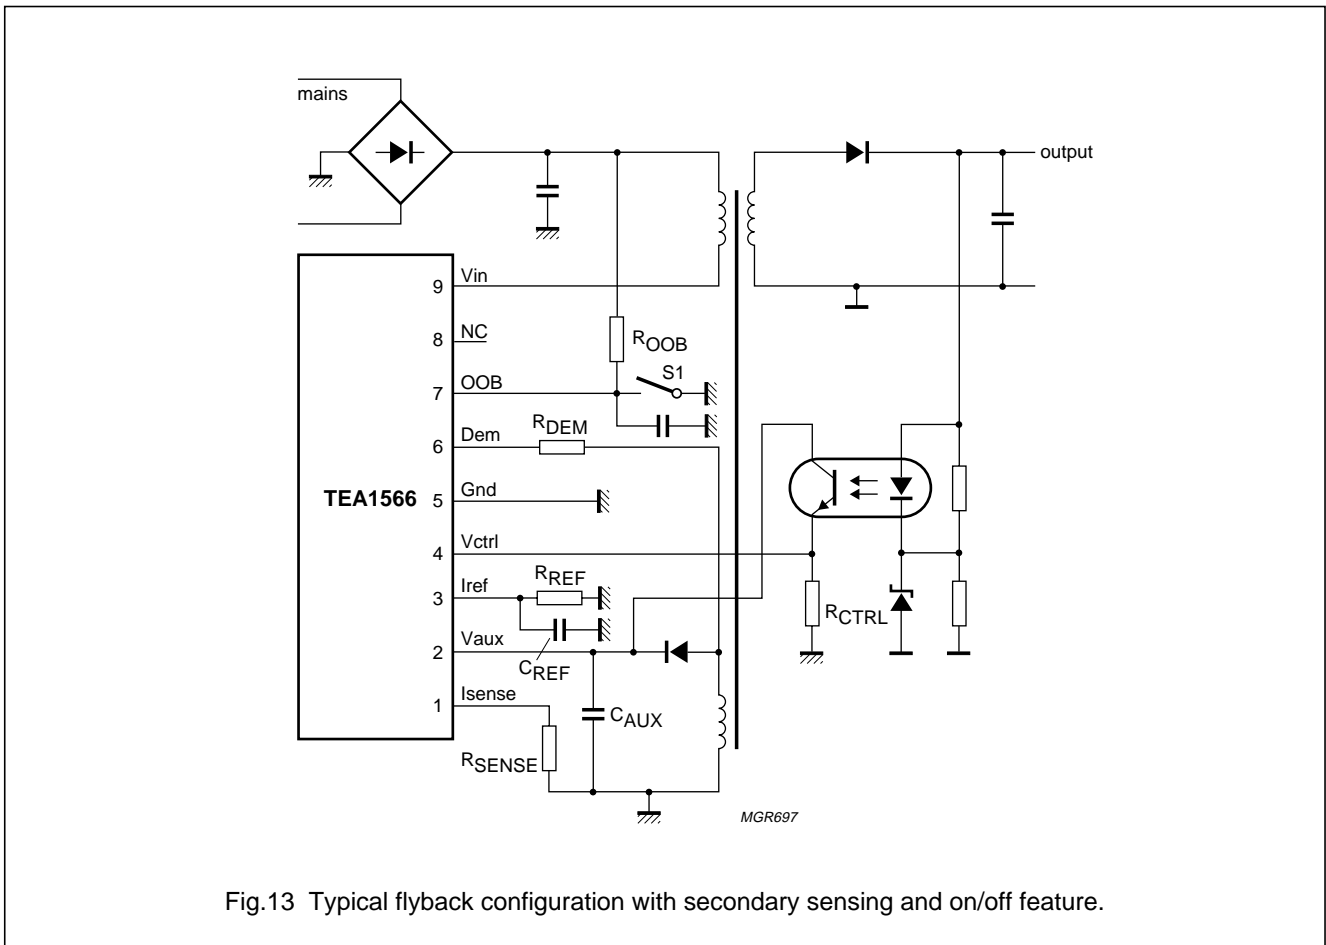 mains
output
9 Vin
8 NC
ROOB
S1
7 OOB
RDEM
6 Dem
TEA1566
5 Gnd
4 Vctrl
RREF
3 Iref
RCTRL
2 Vaux
CREF
1 Isense
CAUX
RSENSE
MGR697
Fig.13 Typical flyback configuration with secondary sensing and on/off feature.